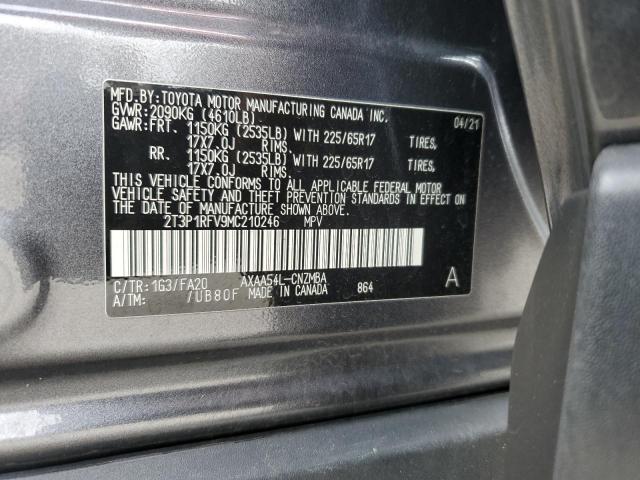 MFD.BY:TOYOTA MOTOR MANUFACTURING CANADA INC. 04/21
GVWR:2090KG (4610LB)
GAWR:FRT. 1150KG (2535LB) WITH 225/65R17 TIRES,
17X7.0J RIMS.
RR. 1150KG (2535LB) WITH 225/65R17 TIRES,
17X7.0J RIMS.
THIS VEHICLE CONFORMS TO ALL APPLICABLE FEDERAL MOTOR
VEHICLE SAFETY AND THEFT PREVENTION STANDARDS IN EFFECT ON
THE DATE OF MANUFACTURE SHOWN ABOVE.
2T3P1RFV9MC210246 MPV
C/TR:1G3/FA20 AXAA54L-CNZMBA A
A/TM: /UB80F MADE IN CANADA 864